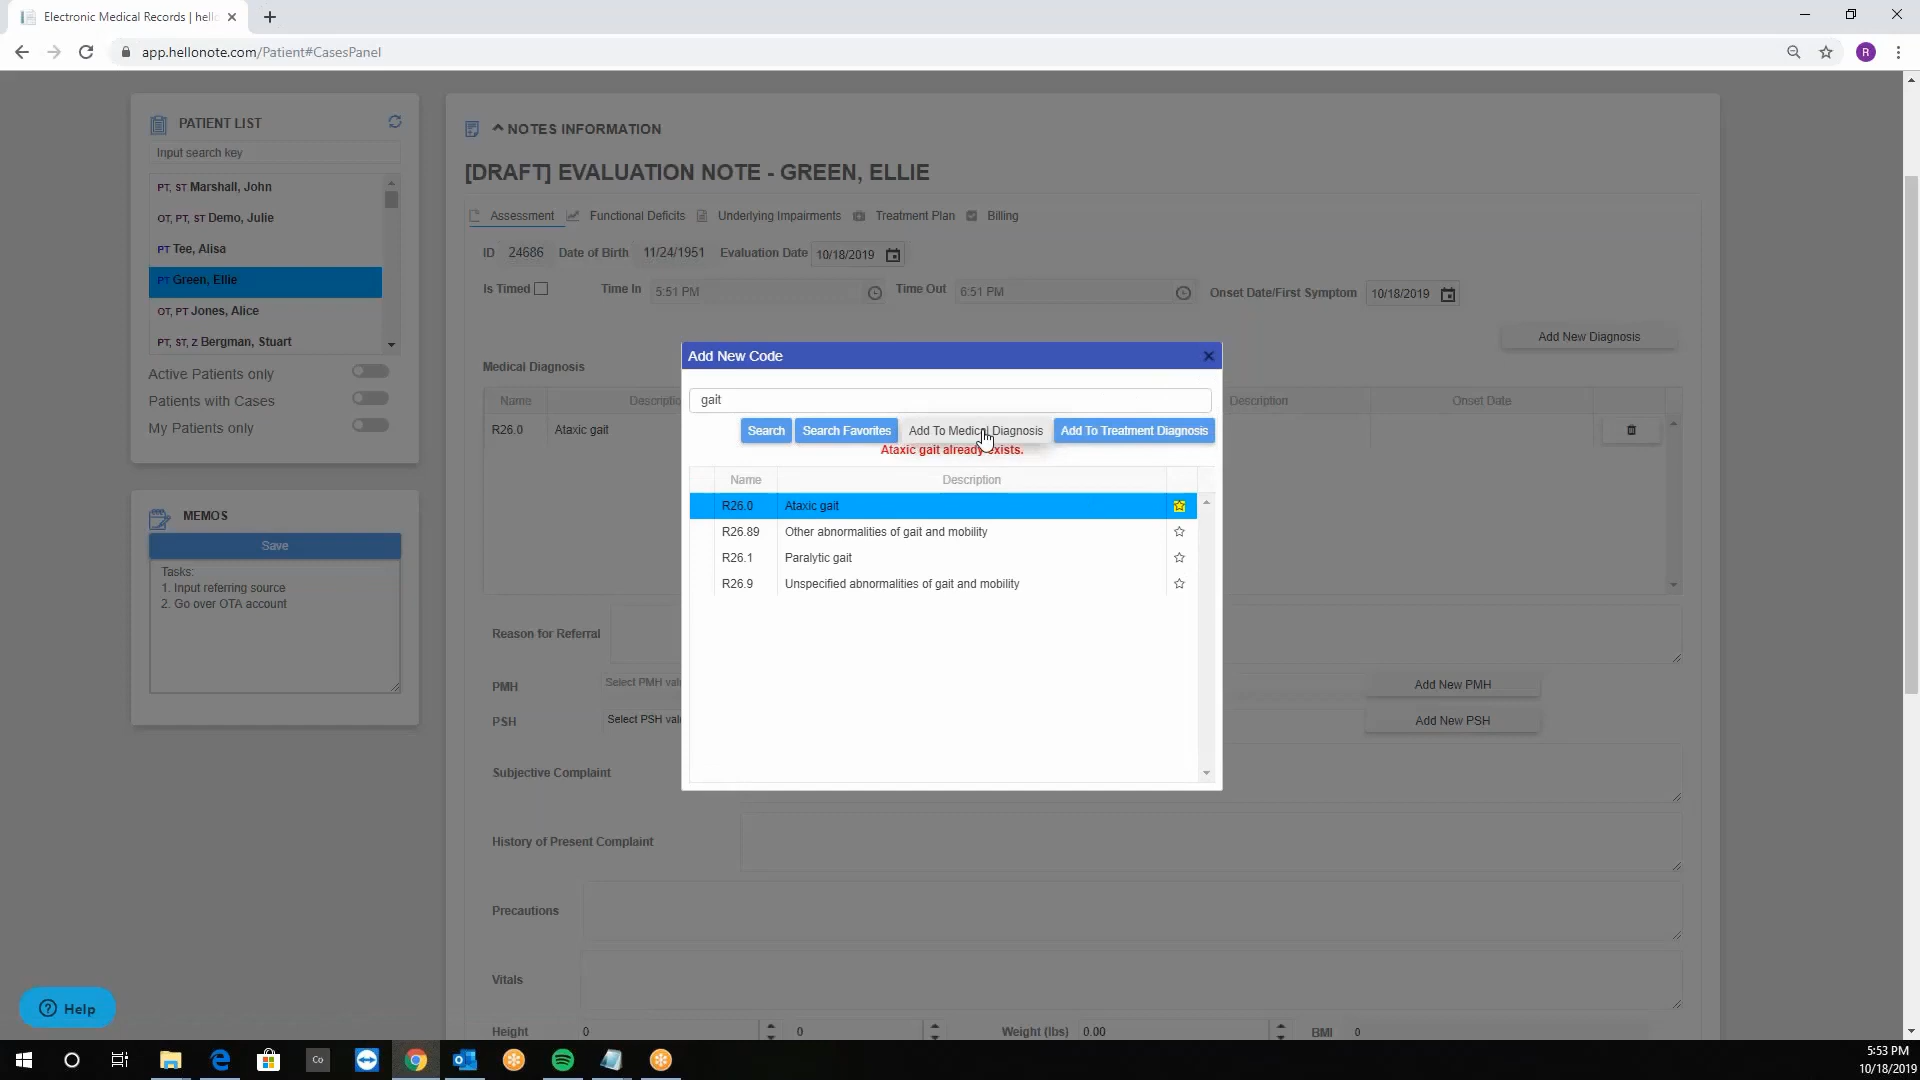 Electronic Medical Records | hell
app.hellonote.com/Patient#CasesPanel
R
PATIENT LIST
Input search key
PT, ST Marshall, John
OT, PT, ST Demo, Julie
PT Tee, Alisa
PT Green, Ellie
OT, PT Jones, Alice
PT, ST, Z Bergman, Stuart
Active Patients only
Patients with Cases
My Patients only
MEMOS
Save
Tasks:
1. Input referring source
2. Go over OTA account
Help
NOTES INFORMATION
[DRAFT] EVALUATION NOTE - GREEN, ELLIE
Assessment Functional Deficits Underlying Impairments Treatment Plan Billing
ID 24686 Date of Birth 11/24/1951 Evaluation Date 10/18/2019
Is Timed Time In 5:51 PM Time Out 6:51 PM Onset Date/First Symptom 10/18/2019
Add New Diagnosis
Medical Diagnosis
Name Descriptio Description Onset Date
R26.0 Ataxic gait
Add New Code
gait
Search Search Favorites Add To Medical Diagnosis Add To Treatment Diagnosis
Ataxic gait already exists.
Name Description
R26.0 Ataxic gait
R26.89 Other abnormalities of gait and mobility
R26.1 Paralytic gait
R26.9 Unspecified abnormalities of gait and mobility
Reason for Referral
PMH Select PMH val Add New PMH
PSH Select PSH val Add New PSH
Subjective Complaint
History of Present Complaint
Precautions
Vitals
Height 0 0 Weight (lbs) 0.00 BMI 0
Co
5:53 PM
10/18/2019